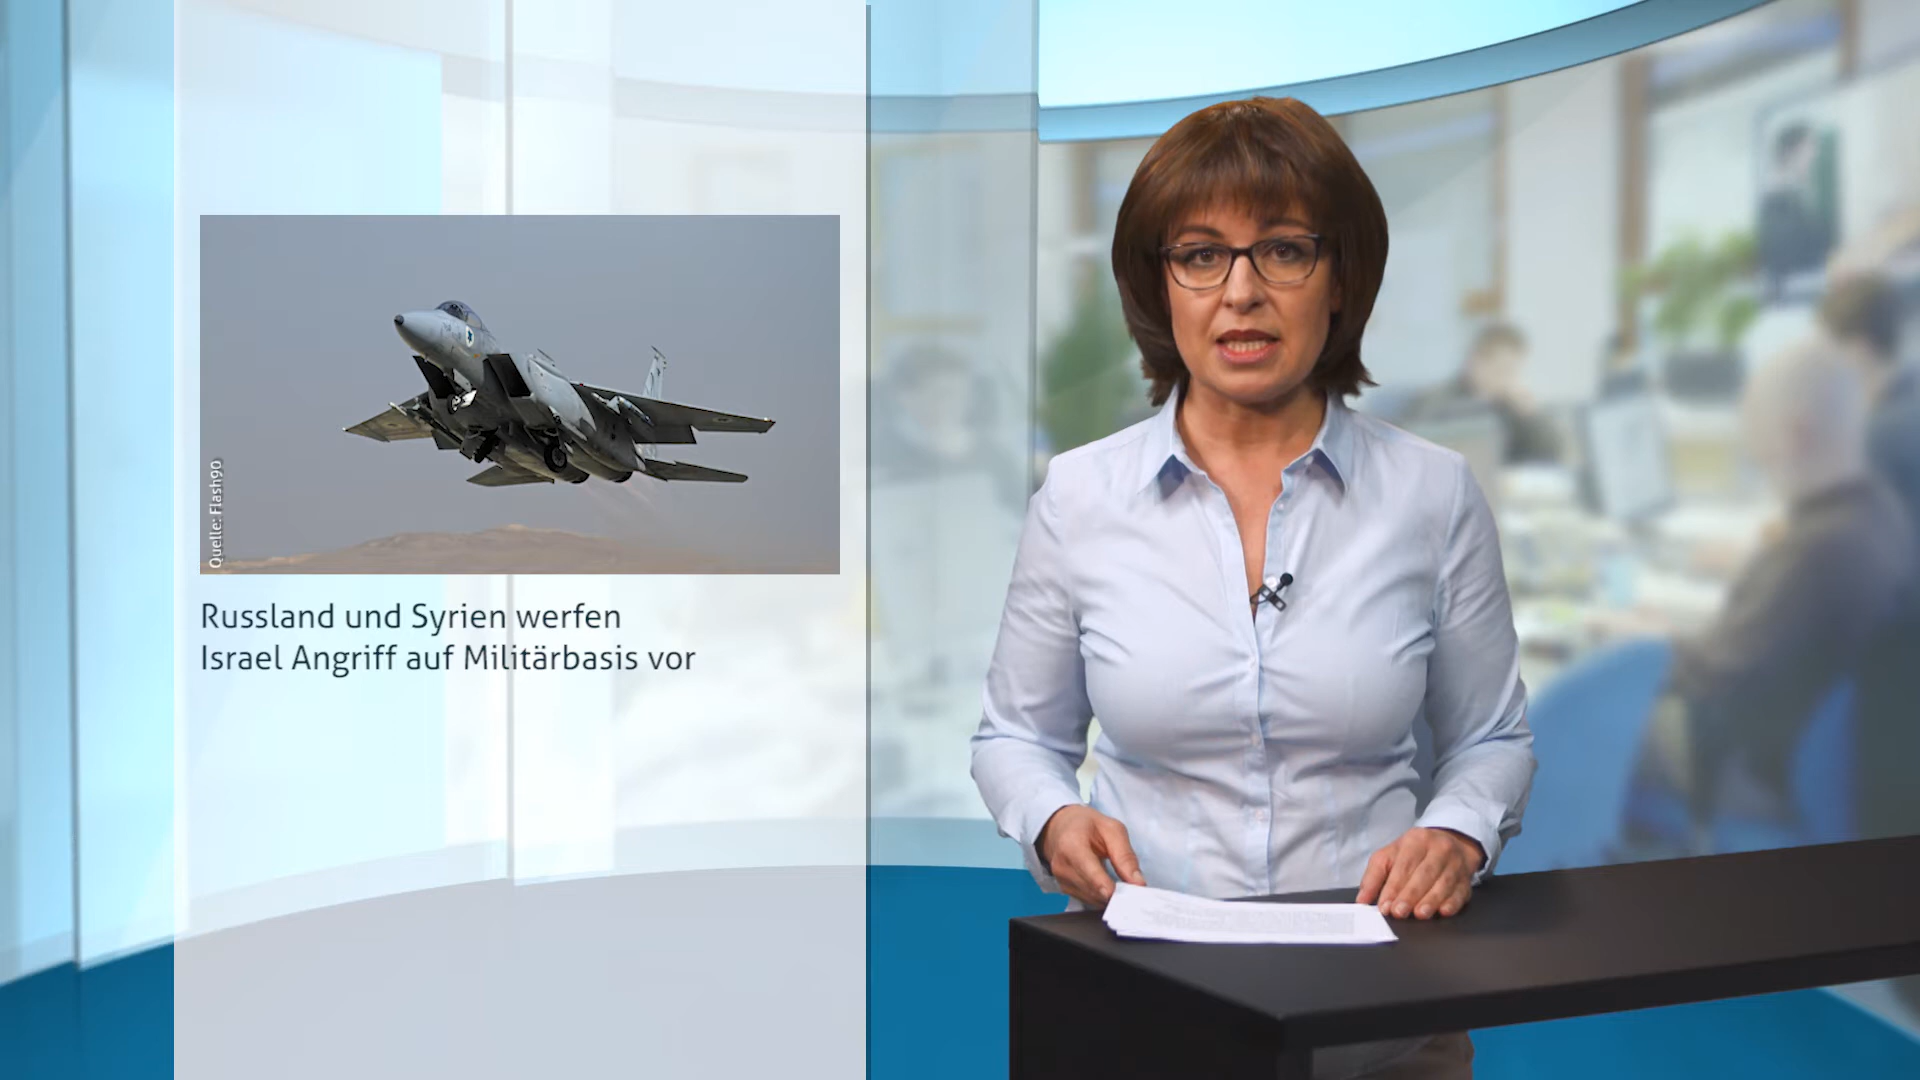 Quelle: Flash90
Russland und Syrien werfen
Israel Angriff auf Militärbasis vor